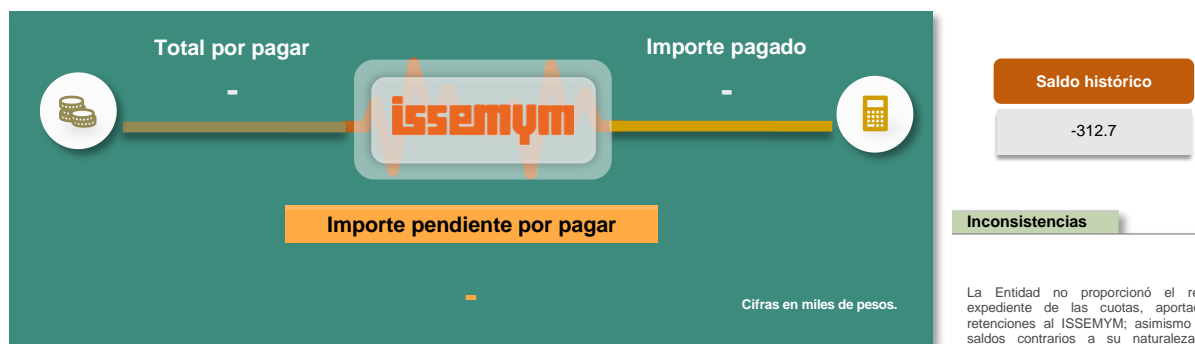 Total por pagar
-
issemym
Importe pagado
-
Importe pendiente por pagar
-
Cifras en miles de pesos.
Saldo histórico
-312.7
Inconsistencias
La Entidad no proporcionó el
expediente de las cuotas,
retenciones al ISSEMYM; asimismo
saldos contrarios a su naturaleza